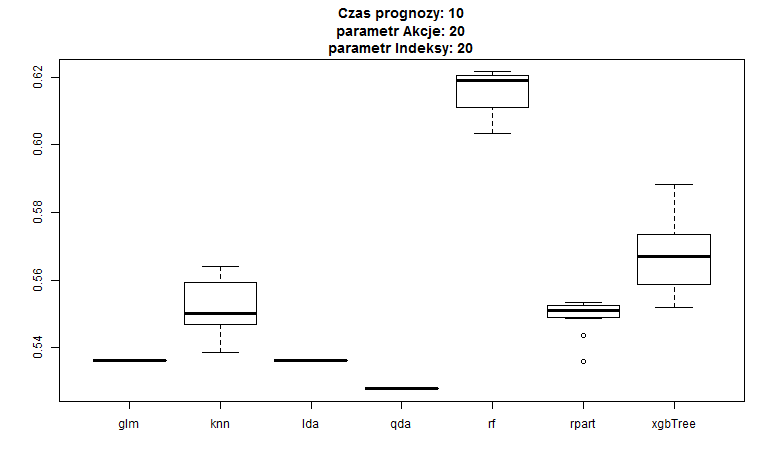 Czas prognozy: 10
parametr Akcje: 20
parametr Indeksy: 20
0.62
0.60
0.58
0.56
0.54
glm knn lda qda rf rpart xgbTree